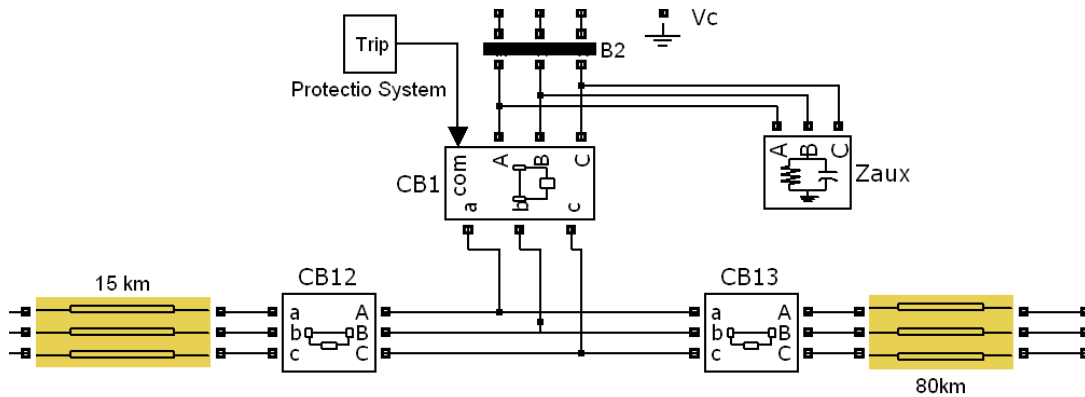 Vc
Trip
B2
Protectio System
A B C
A B C
com
CB1
Zaux
a b c
CB12
CB13
15 km
a A
b B
c C
a A
b B
c C
80km